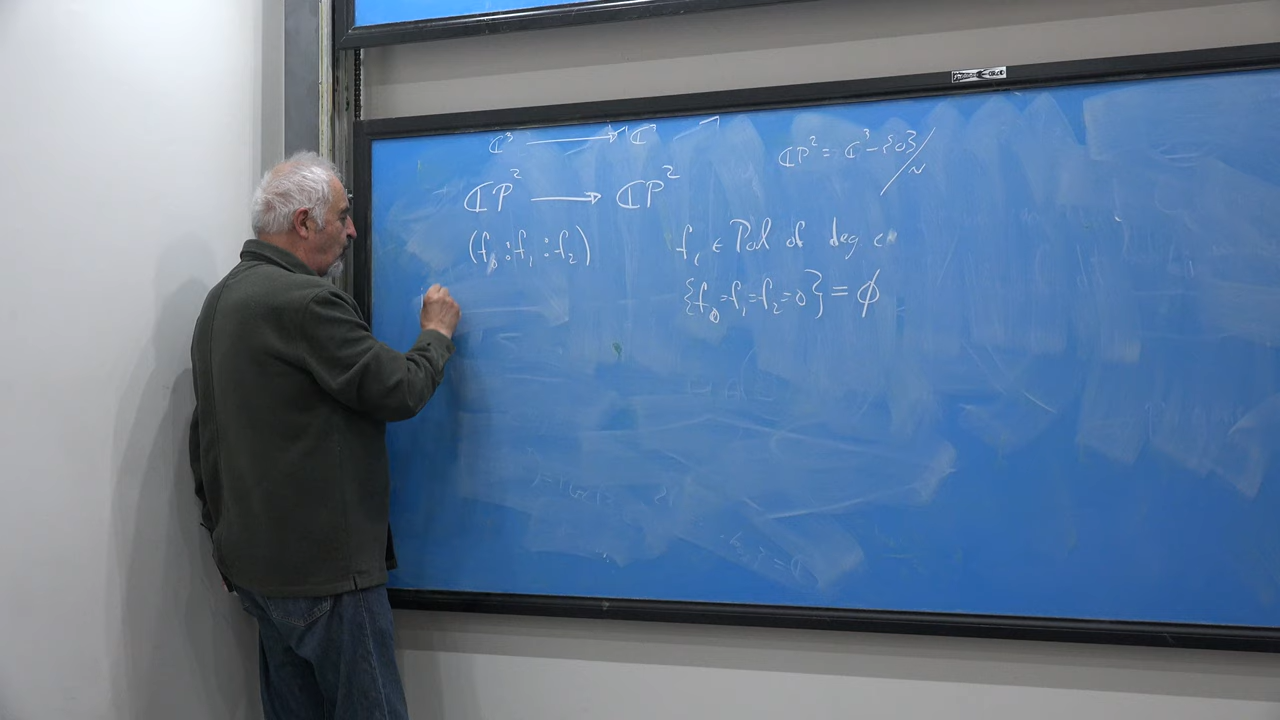 ℂ³ ⟶ ℂ³
ℂP² = ℂ³-{0}/~
ℂP² ⟶ ℂP²
(f₀:f₁:f₂)
fᵢ ∈ Pol of deg
{f₀=f₁=f₂=0} = ∅